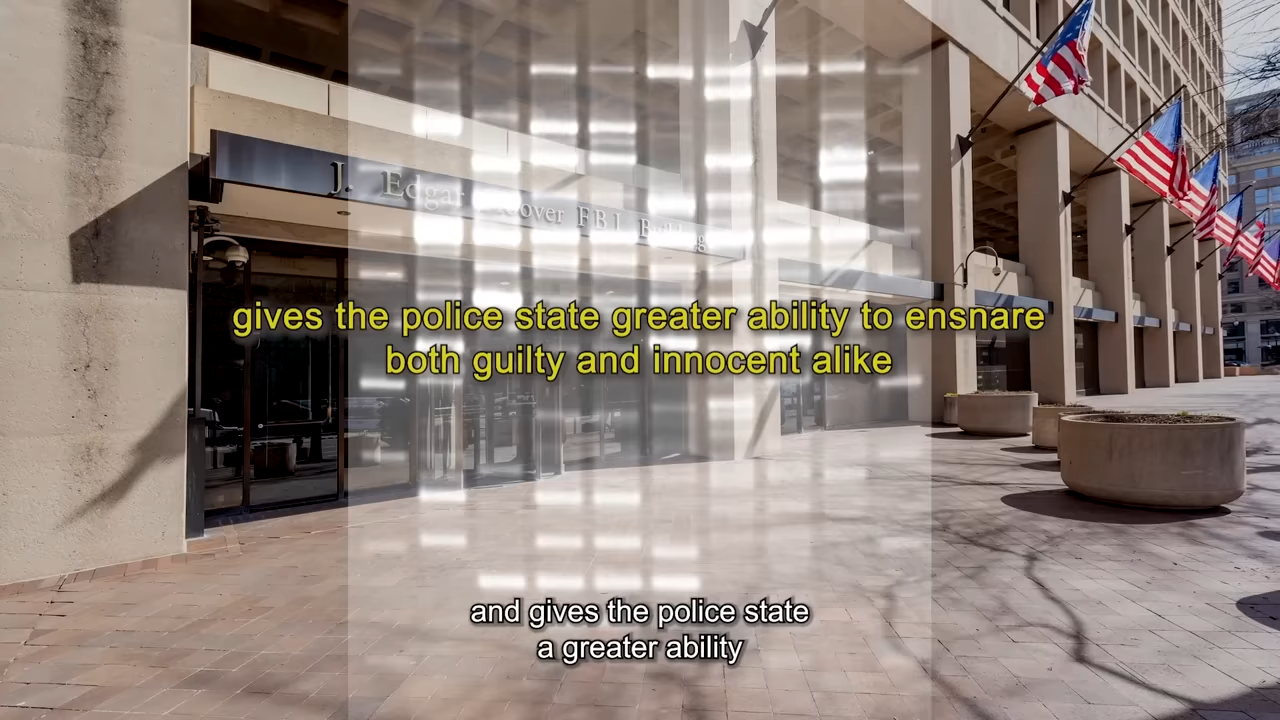 J. Edgar Hoover F.B.I. Building
gives the police state greater ability to ensnare
both guilty and innocent alike
and gives the police state
a greater ability